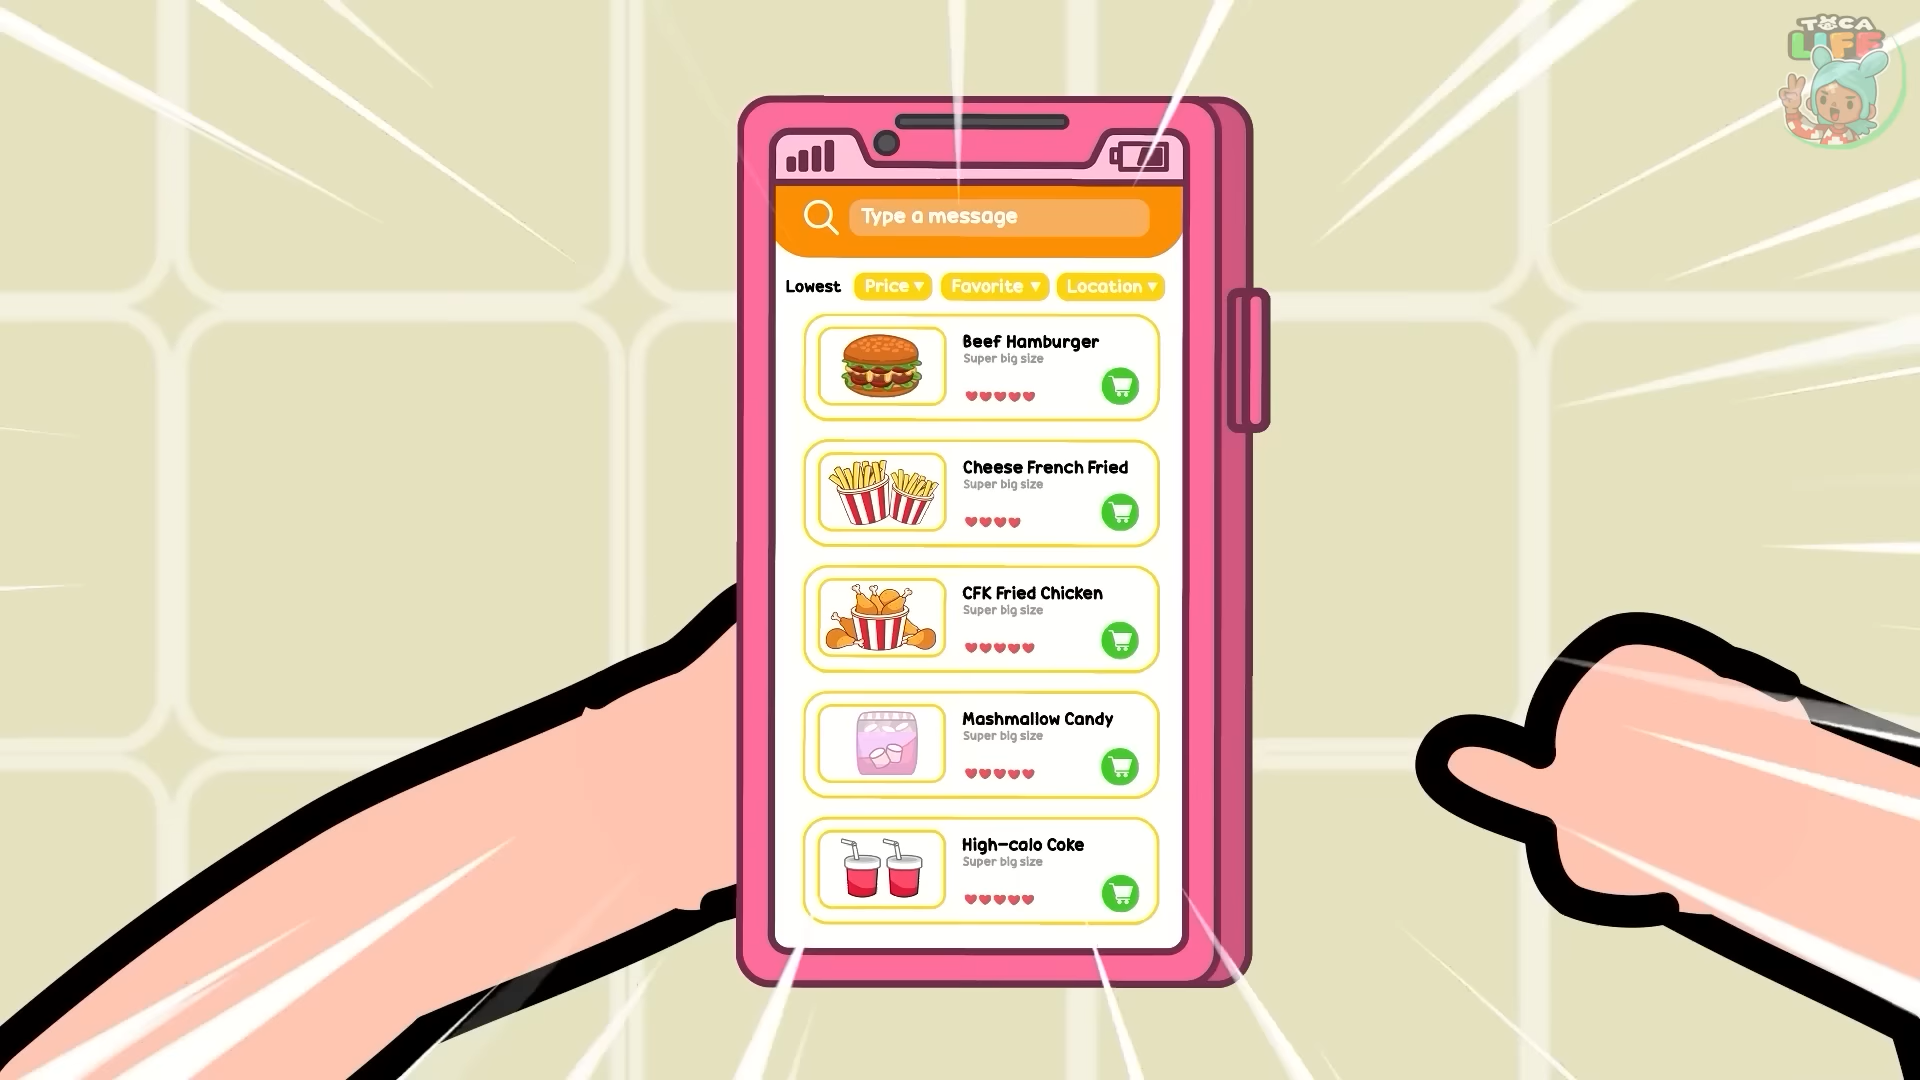 TOCA
LIFE
Type a message
Lowest Price ▾ Favorite ▾ Location ▾
Beef Hamburger
Super big size
Cheese French Fried
Super big size
CFK Fried Chicken
Super big size
Mashmallow Candy
Super big size
High-calo Coke
Super big size